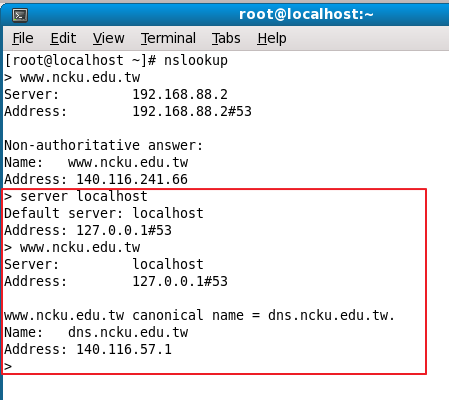 root@localhost:~
File Edit View Terminal Tabs Help
[root@localhost ~]# nslookup
> www.ncku.edu.tw
Server:         192.168.88.2
Address:        192.168.88.2#53

Non-authoritative answer:
Name:   www.ncku.edu.tw
Address: 140.116.241.66
> server localhost
Default server: localhost
Address: 127.0.0.1#53
> www.ncku.edu.tw
Server:         localhost
Address:        127.0.0.1#53

www.ncku.edu.tw canonical name = dns.ncku.edu.tw.
Name:   dns.ncku.edu.tw
Address: 140.116.57.1
>